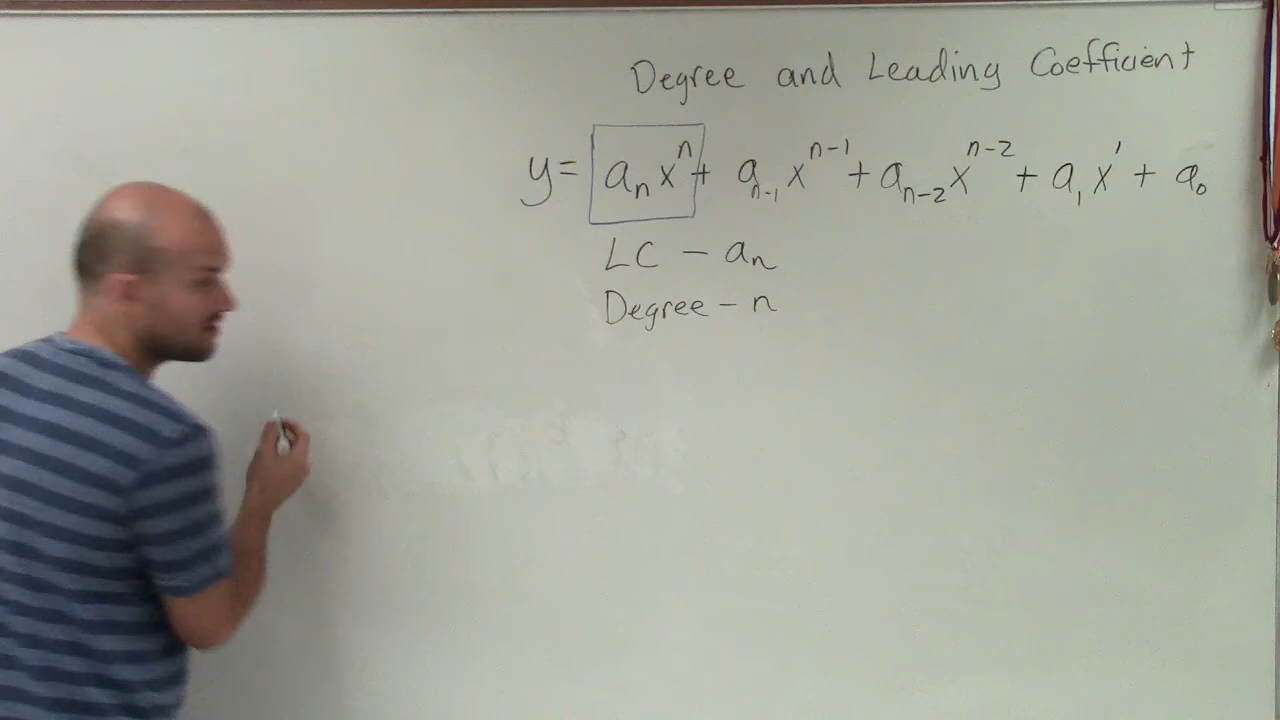 Degree and Leading Coefficient
y = aₙxⁿ + aₙ₋₁xⁿ⁻¹ + aₙ₋₂xⁿ⁻² + a₁x¹ + a₀
LC – aₙ
Degree – n